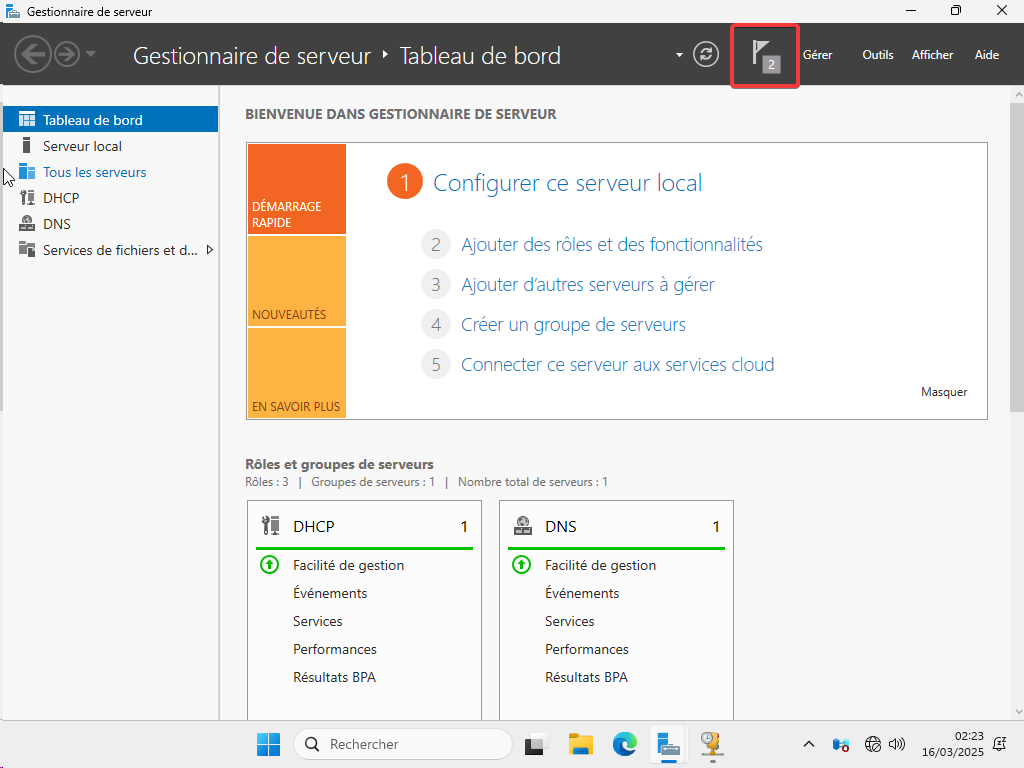 Gestionnaire de serveur
Gestionnaire de serveur ‣ Tableau de bord
2
Gérer
Outils
Afficher
Aide
Tableau de bord
Serveur local
Tous les serveurs
DHCP
DNS
Services de fichiers et d...
BIENVENUE DANS GESTIONNAIRE DE SERVEUR
DÉMARRAGE
RAPIDE
NOUVEAUTÉS
EN SAVOIR PLUS
1 Configurer ce serveur local
2 Ajouter des rôles et des fonctionnalités
3 Ajouter d’autres serveurs à gérer
4 Créer un groupe de serveurs
5 Connecter ce serveur aux services cloud
Masquer
Rôles et groupes de serveurs
Rôles : 3 | Groupes de serveurs : 1 | Nombre total de serveurs : 1
DHCP 1
Facilité de gestion
Événements
Services
Performances
Résultats BPA
DNS 1
Facilité de gestion
Événements
Services
Performances
Résultats BPA
Rechercher
02:23
16/03/2025